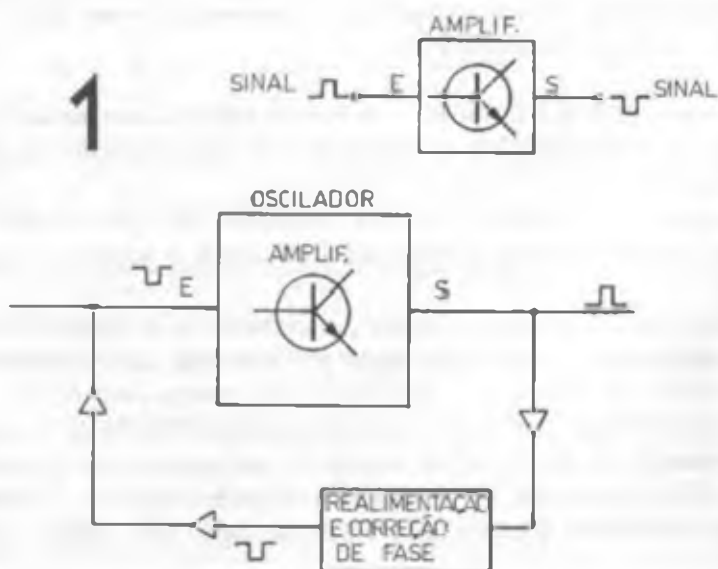 1
AMPLIF.
SINAL E S SINAL
OSCILADOR
AMPLIF.
E S
REALIMENTAÇÃO
E CORREÇÃO
DE FASE